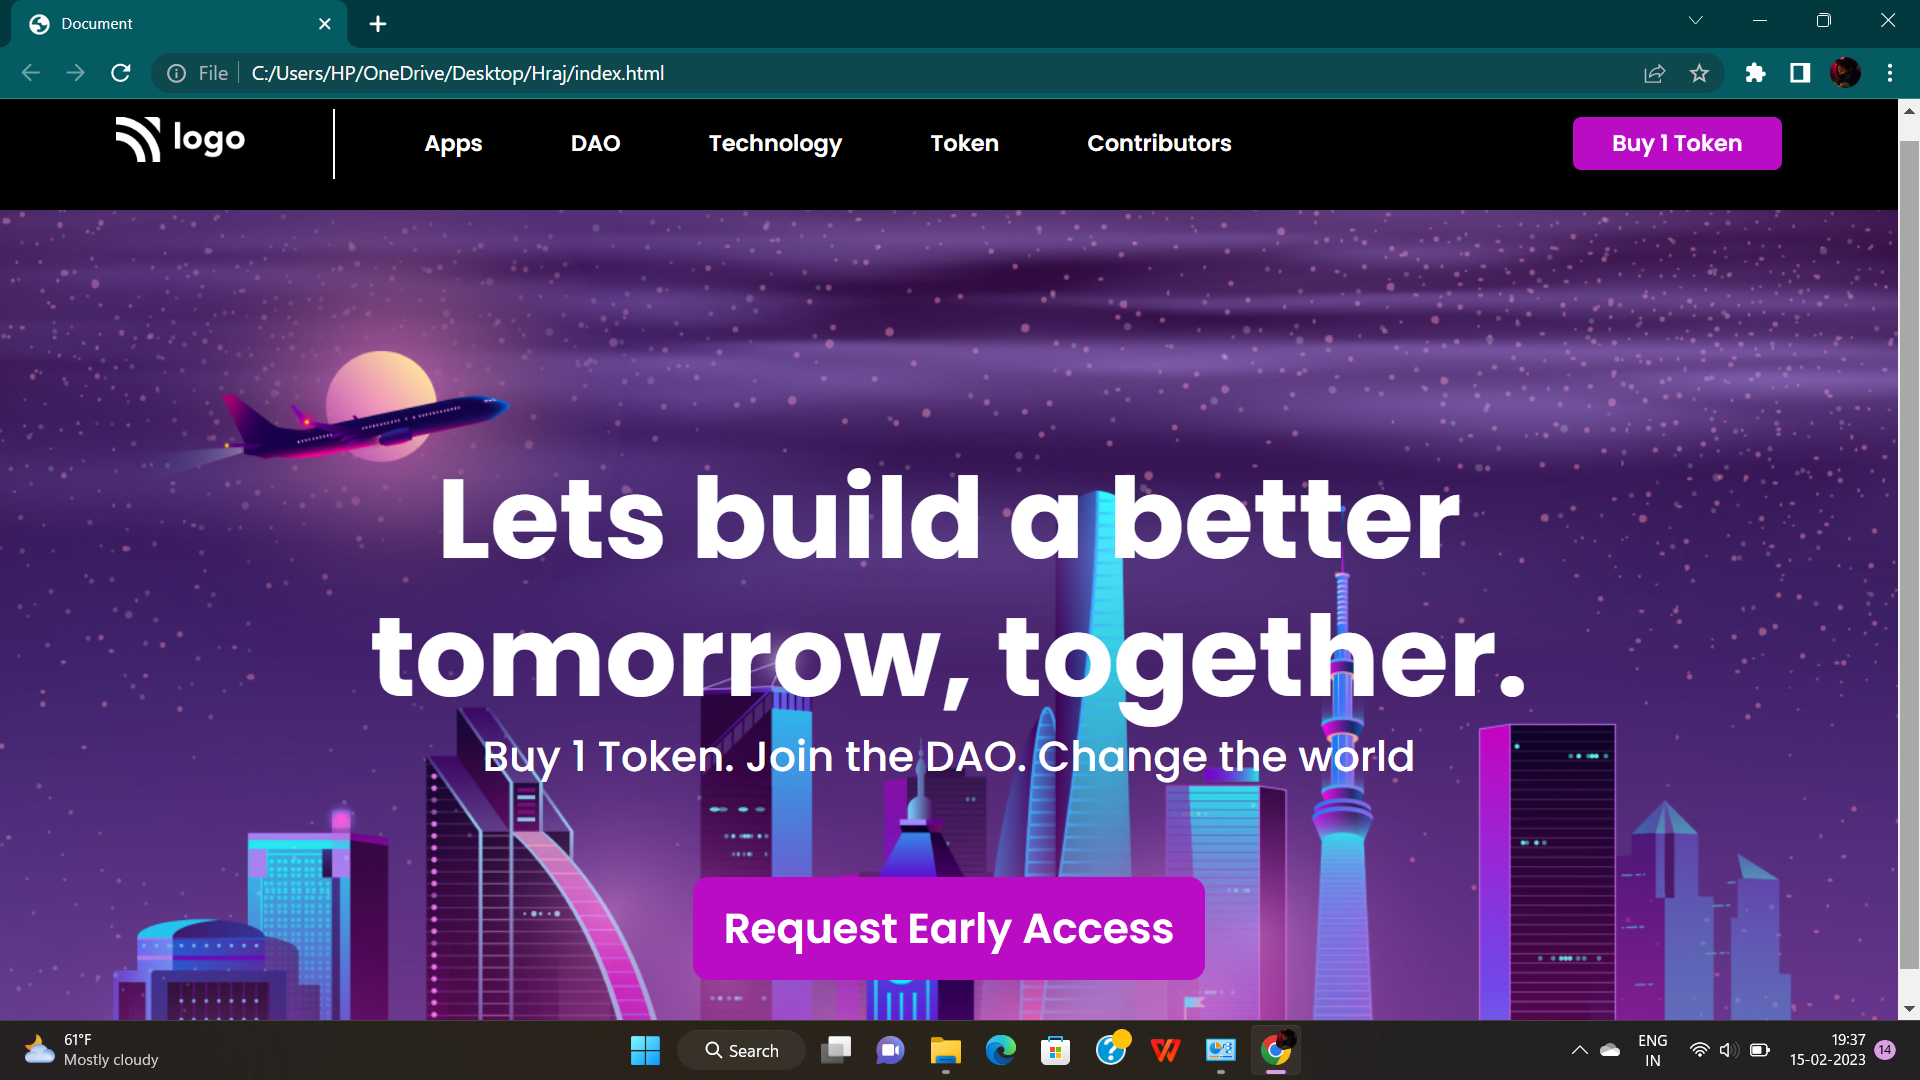 Document
File
C:/Users/HP/OneDrive/Desktop/Hraj/index.html
logo
Apps
DAO
Technology
Token
Contributors
Buy 1 Token
Lets build a better
tomorrow, together.
Buy 1 Token. Join the DAO. Change the world
Request Early Access
61°F
Mostly cloudy
Search
ENG
IN
19:37
15-02-2023
14